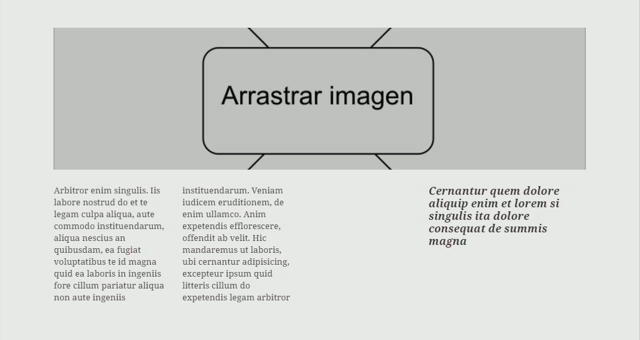 Arrastrar imagen
Arbitror enim singulis. Iis
labore nostrud do et te
legam culpa aliqua, aute
commodo instituendarum,
aliqua nescius an
quibusdam, ea fugiat
voluptatibus te id magna
quid ea laboris in ingeniis
fore cillum pariatur aliqua
non aute ingeniis
instituendarum. Veniam
iudicem eruditionem, de
enim ullamco. Anim
expetendis efflorescere,
offendit ab velit. Hic
mandaremus ut laboris,
ubi cernantur adipisicing,
excepteur ipsum quid
litteris cillum do
expetendis legam arbitror
Cernantur quem dolore
aliquip enim et lorem si
singulis ita dolore
consequat de summis
magna